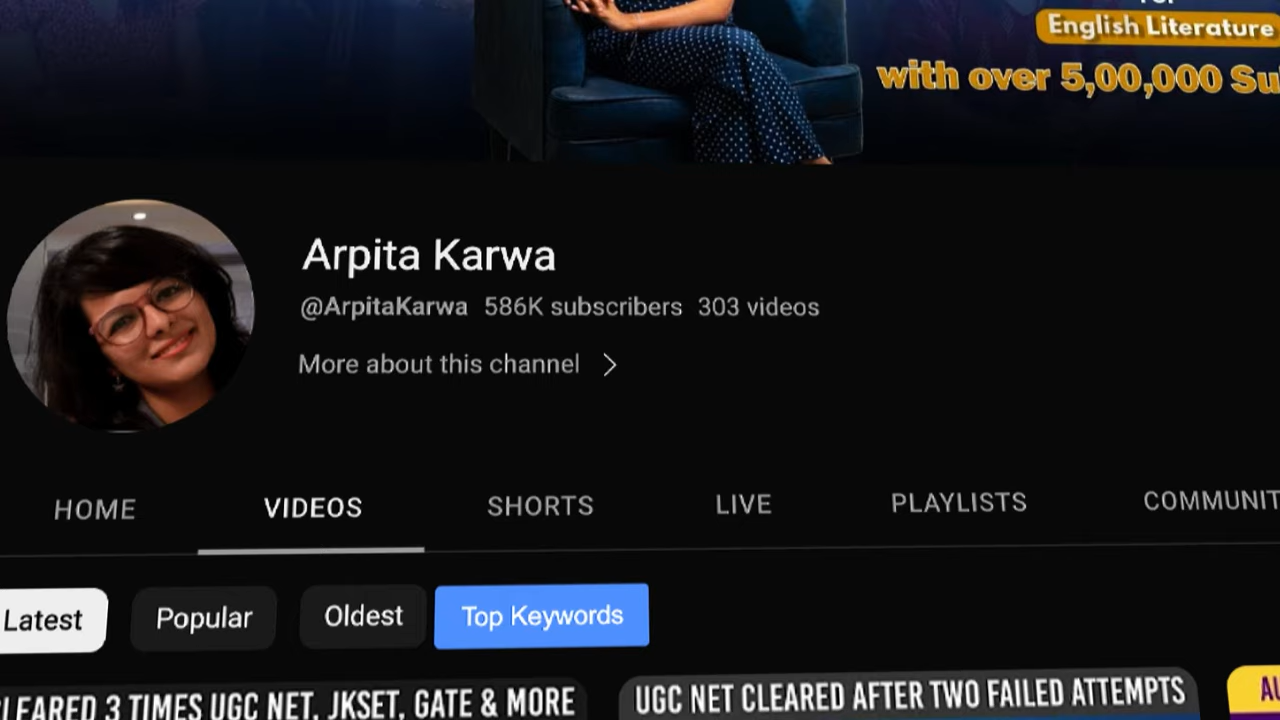 English Literature
with over 5,00,000
Arpita Karwa
@ArpitaKarwa 586K subscribers 303 videos
More about this channel
HOME VIDEOS SHORTS LIVE PLAYLISTS COMMUNIT
Latest Popular Oldest Top Keywords
CLEARED 3 TIMES UGC NET, JKSET, GATE & MORE
UGC NET CLEARED AFTER TWO FAILED ATTEMPTS